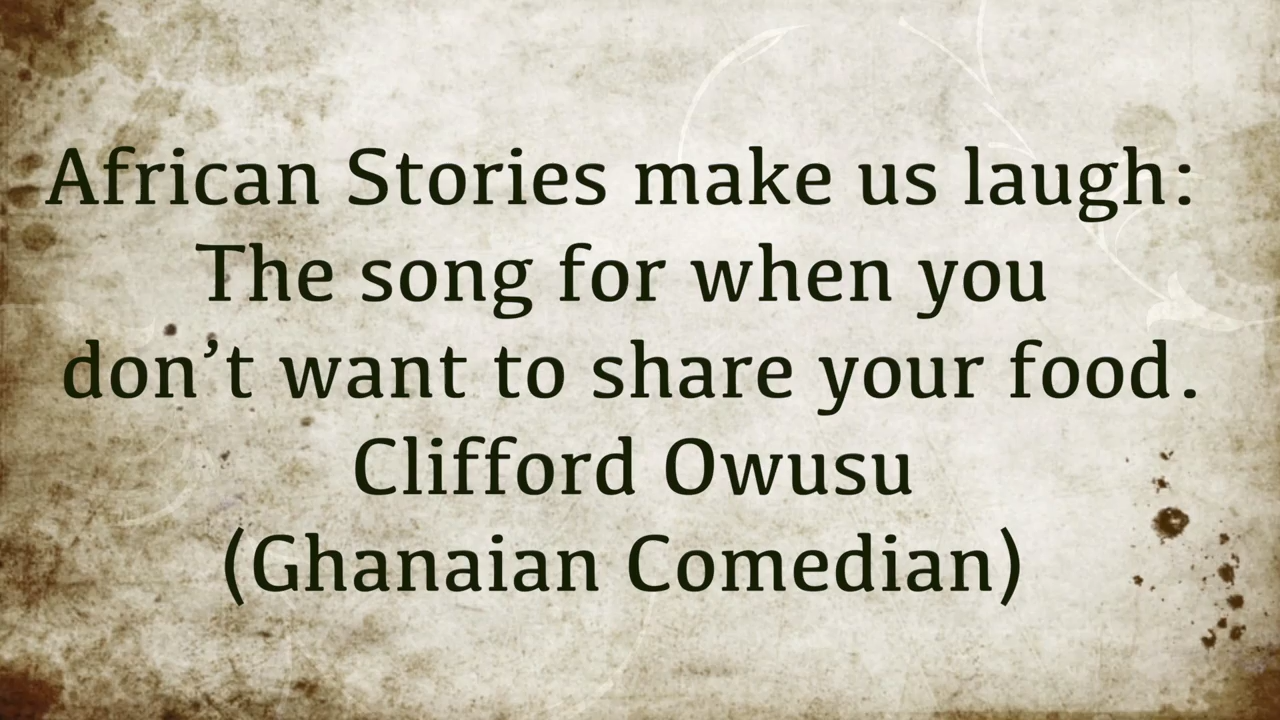 African Stories make us laugh:
The song for when you
don’t want to share your food.
Clifford Owusu
(Ghanaian Comedian)